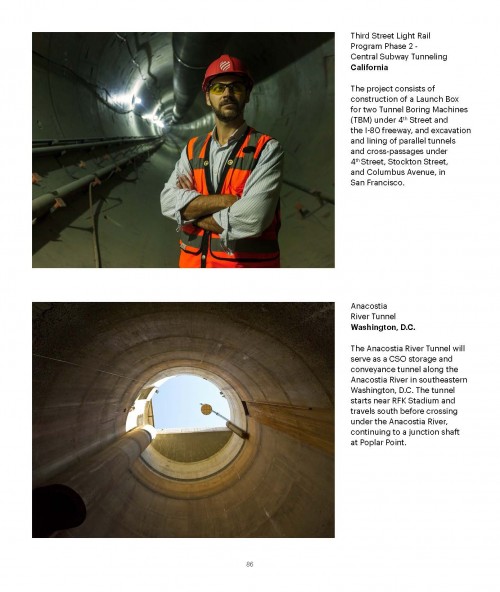 Third Street Light Rail
Program Phase 2 -
Central Subway Tunneling
California
The project consists of
construction of a Launch Box
for two Tunnel Boring Machines
(TBM) under 4th Street and
the I-80 freeway, and excavation
and lining of parallel tunnels
and cross-passages under
4th Street, Stockton Street,
and Columbus Avenue, in
San Francisco.
Anacostia
River Tunnel
Washington, D.C.
The Anacostia River Tunnel will
serve as a CSO storage and
conveyance tunnel along the
Anacostia River in southeastern
Washington, D.C. The tunnel
starts near RFK Stadium and
travels south before crossing
under the Anacostia River,
continuing to a junction shaft
at Poplar Point.
86